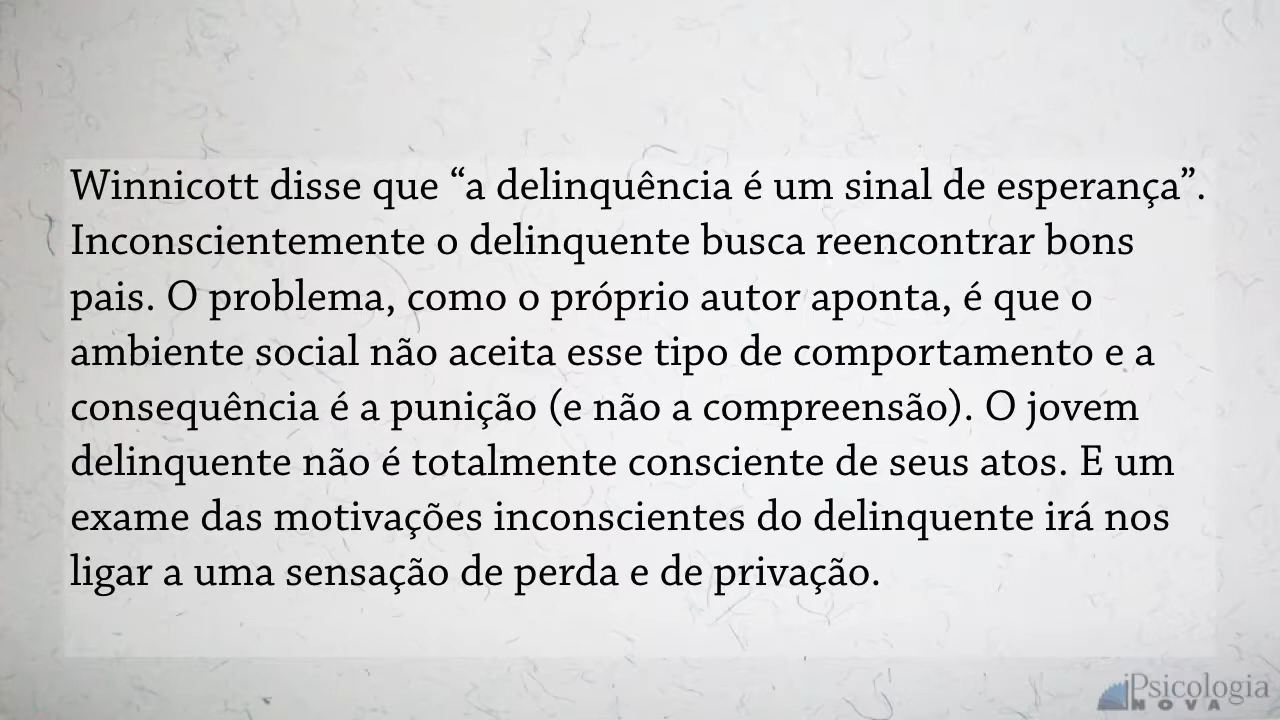 Winnicott disse que “a delinquência é um sinal de esperança”.
Inconscientemente o delinquente busca reencontrar bons
pais. O problema, como o próprio autor aponta, é que o
ambiente social não aceita esse tipo de comportamento e a
consequência é a punição (e não a compreensão). O jovem
delinquente não é totalmente consciente de seus atos. E um
exame das motivações inconscientes do delinquente irá nos
ligar a uma sensação de perda e de privação.
Psicologia
NOVA